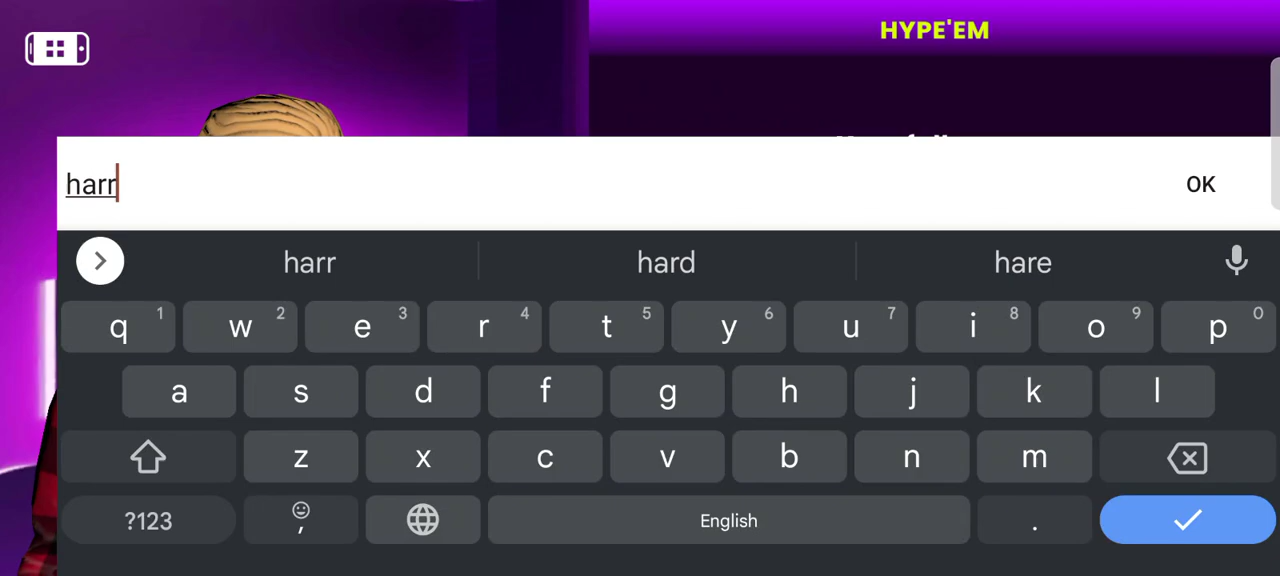 HYPE'EM
harr
OK
harr hard hare
q 1 w 2 e 3 r 4 t 5 y 6 u 7 i 8 o 9 p 0
a s d f g h j k l
z x c v b n m
?123 , English .